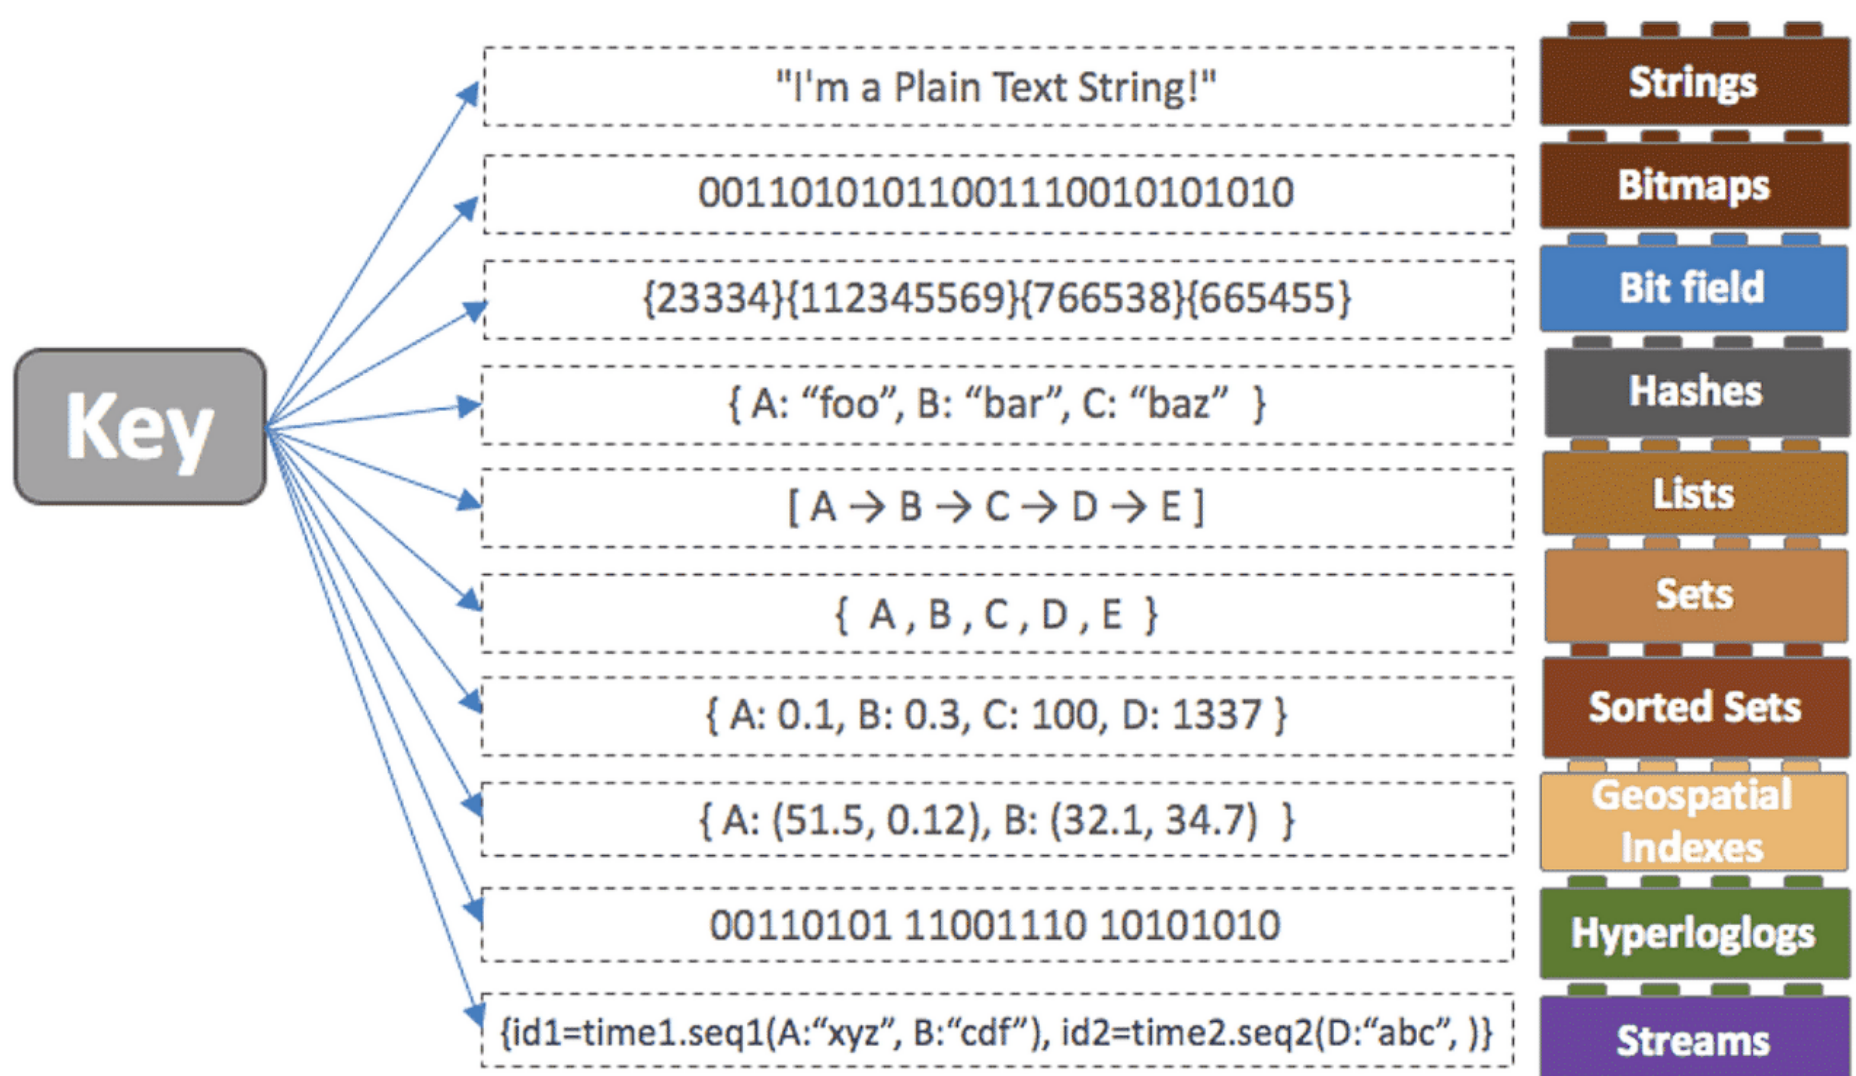 "I'm a Plain Text String!"
Strings
00110101011001110010101010
Bitmaps
{23334}{112345569}{766538}{665455}
Bit field
Key
{ A: “foo”, B: “bar”, C: “baz” }
Hashes
[ A → B → C → D → E ]
Lists
{ A , B , C , D , E }
Sets
{ A: 0.1, B: 0.3, C: 100, D: 1337 }
Sorted Sets
{ A: (51.5, 0.12), B: (32.1, 34.7) }
Geospatial
Indexes
00110101 11001110 10101010
Hyperloglogs
{id1=time1.seq1(A:“xyz”, B:“cdf”), id2=time2.seq2(D:“abc”, )}
Streams